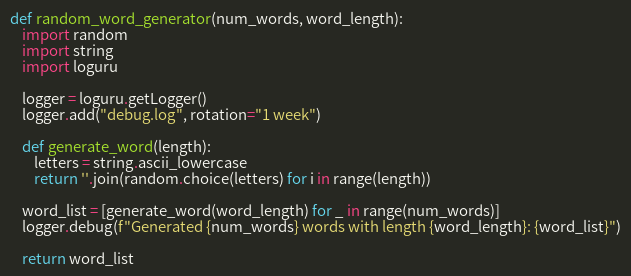 def random_word_generator(num_words, word_length):
    import random
    import string
    import loguru

    logger = loguru.getLogger()
    logger.add("debug.log", rotation="1 week")

    def generate_word(length):
        letters = string.ascii_lowercase
        return ''.join(random.choice(letters) for i in range(length))

    word_list = [generate_word(word_length) for _ in range(num_words)]
    logger.debug(f"Generated {num_words} words with length {word_length}: {word_list}")

    return word_list